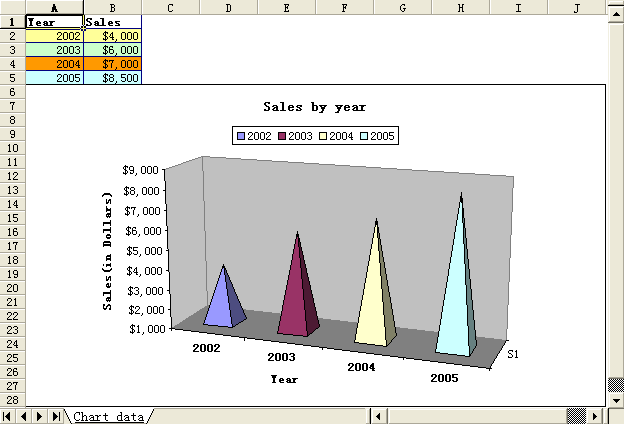 A B C D E F G H I J
1 Year Sales
2 2002 $4,000
3 2003 $6,000
4 2004 $7,000
5 2005 $8,500
6
7 Sales by year
8
9 2002 2003 2004 2005
10
11
12
13
14
15
16
17
18
19
20
21
22
23
24
25
26
27
28
$9,000
$8,000
$7,000
$6,000
$5,000
$4,000
$3,000
$2,000
$1,000
Sales(in Dollars)
2002 2003 2004 2005
S1
Year
Chart data